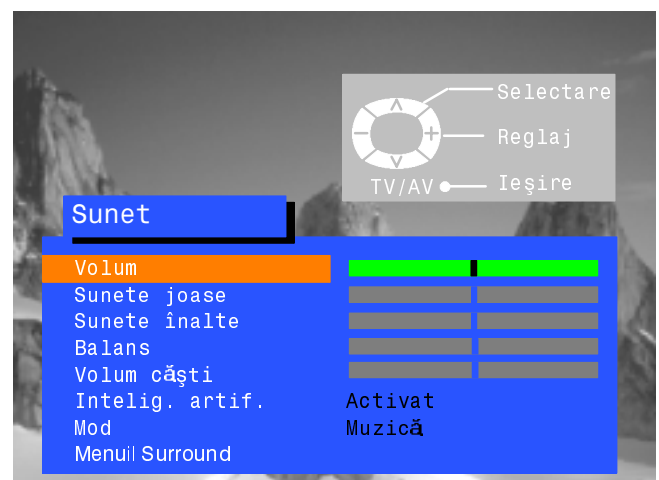 Selectare
Reglaj
TV/AV Ieşire
Sunet
Volum
Sunete joase
Sunete înalte
Balans
Volum căşti
Intelig. artif. Activat
Mod Muzică
Menuil Surround